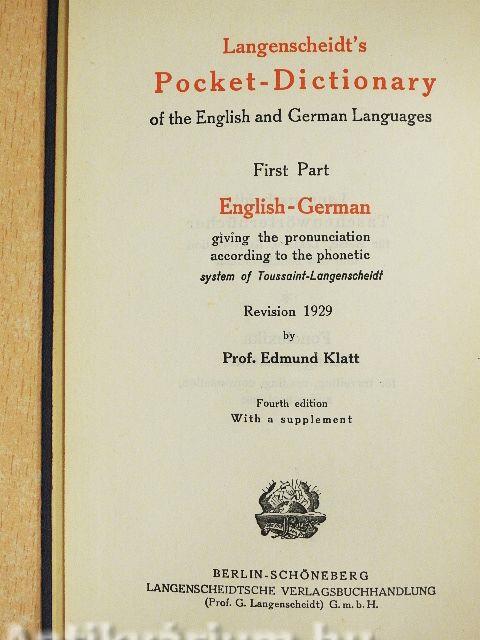 Langenscheidt's
Pocket-Dictionary
of the English and German Languages
First Part
English-German
giving the pronunciation
according to the phonetic
system of Toussaint-Langenscheidt
Revision 1929
by
Prof. Edmund Klatt
Fourth edition
With a supplement
BERLIN-SCHÖNEBERG
LANGENSCHEIDTSCHE VERLAGSBUCHHANDLUNG
(Prof. G. Langenscheidt) G. m. b. H.
Antikvárium.hu